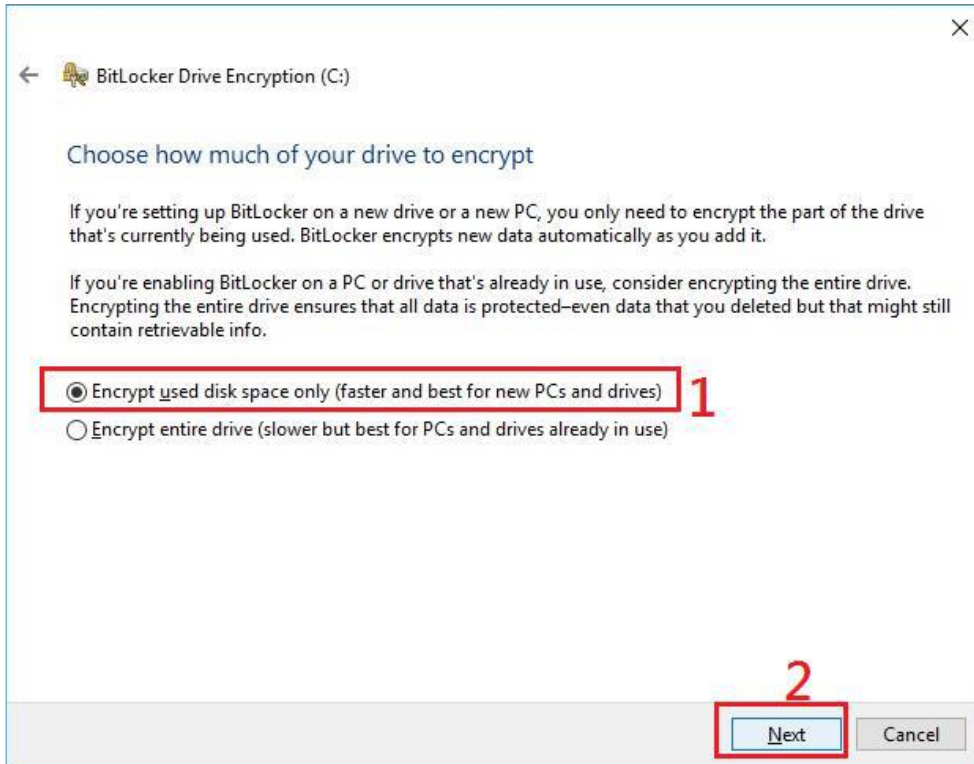 BitLocker Drive Encryption (C:)
Choose how much of your drive to encrypt
If you're setting up BitLocker on a new drive or a new PC, you only need to encrypt the part of the drive
that's currently being used. BitLocker encrypts new data automatically as you add it.
If you're enabling BitLocker on a PC or drive that's already in use, consider encrypting the entire drive.
Encrypting the entire drive ensures that all data is protected–even data that you deleted but that might still
contain retrievable info.
Encrypt used disk space only (faster and best for new PCs and drives)
1
Encrypt entire drive (slower but best for PCs and drives already in use)
2
Next
Cancel